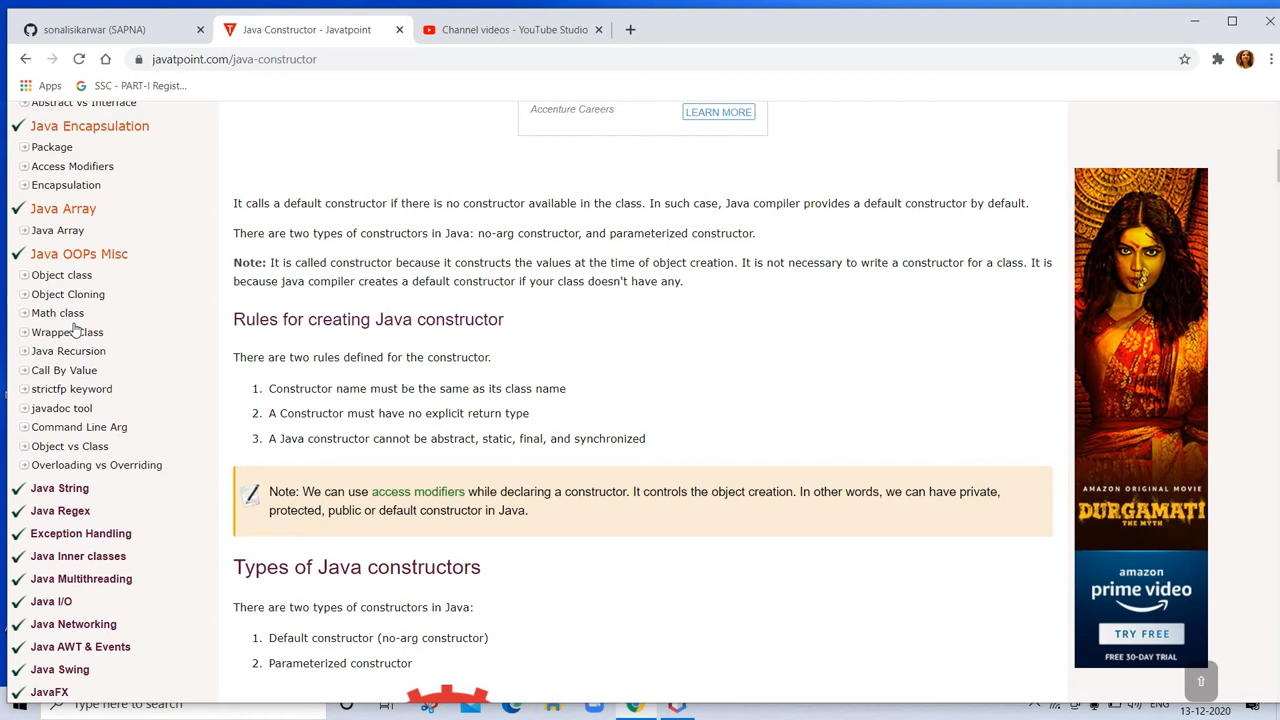 sonalisikarwar (SAPNA)
Java Constructor - Javatpoint
Channel videos - YouTube Studio
javatpoint.com/java-constructor
Apps
SSC - PART-I Regist...
Abstract vs Interface
Java Encapsulation
Package
Access Modifiers
Encapsulation
Java Array
Java Array
Java OOPs Misc
Object class
Object Cloning
Math class
Wrapper Class
Java Recursion
Call By Value
strictfp keyword
javadoc tool
Command Line Arg
Object vs Class
Overloading vs Overriding
Java String
Java Regex
Exception Handling
Java Inner classes
Java Multithreading
Java I/O
Java Networking
Java AWT & Events
Java Swing
JavaFX
Accenture Careers
LEARN MORE
It calls a default constructor if there is no constructor available in the class. In such case, Java compiler provides a default constructor by default.
There are two types of constructors in Java: no-arg constructor, and parameterized constructor.
Note: It is called constructor because it constructs the values at the time of object creation. It is not necessary to write a constructor for a class. It is
because java compiler creates a default constructor if your class doesn't have any.
Rules for creating Java constructor
There are two rules defined for the constructor.
1. Constructor name must be the same as its class name
2. A Constructor must have no explicit return type
3. A Java constructor cannot be abstract, static, final, and synchronized
Note: We can use access modifiers while declaring a constructor. It controls the object creation. In other words, we can have private,
protected, public or default constructor in Java.
Types of Java constructors
There are two types of constructors in Java:
1. Default constructor (no-arg constructor)
2. Parameterized constructor
AMAZON ORIGINAL MOVIE
DURGAMATI
THE MYTH
amazon
prime video
TRY FREE
FREE 30-DAY TRIAL
Type here to search
ENG
13-12-2020